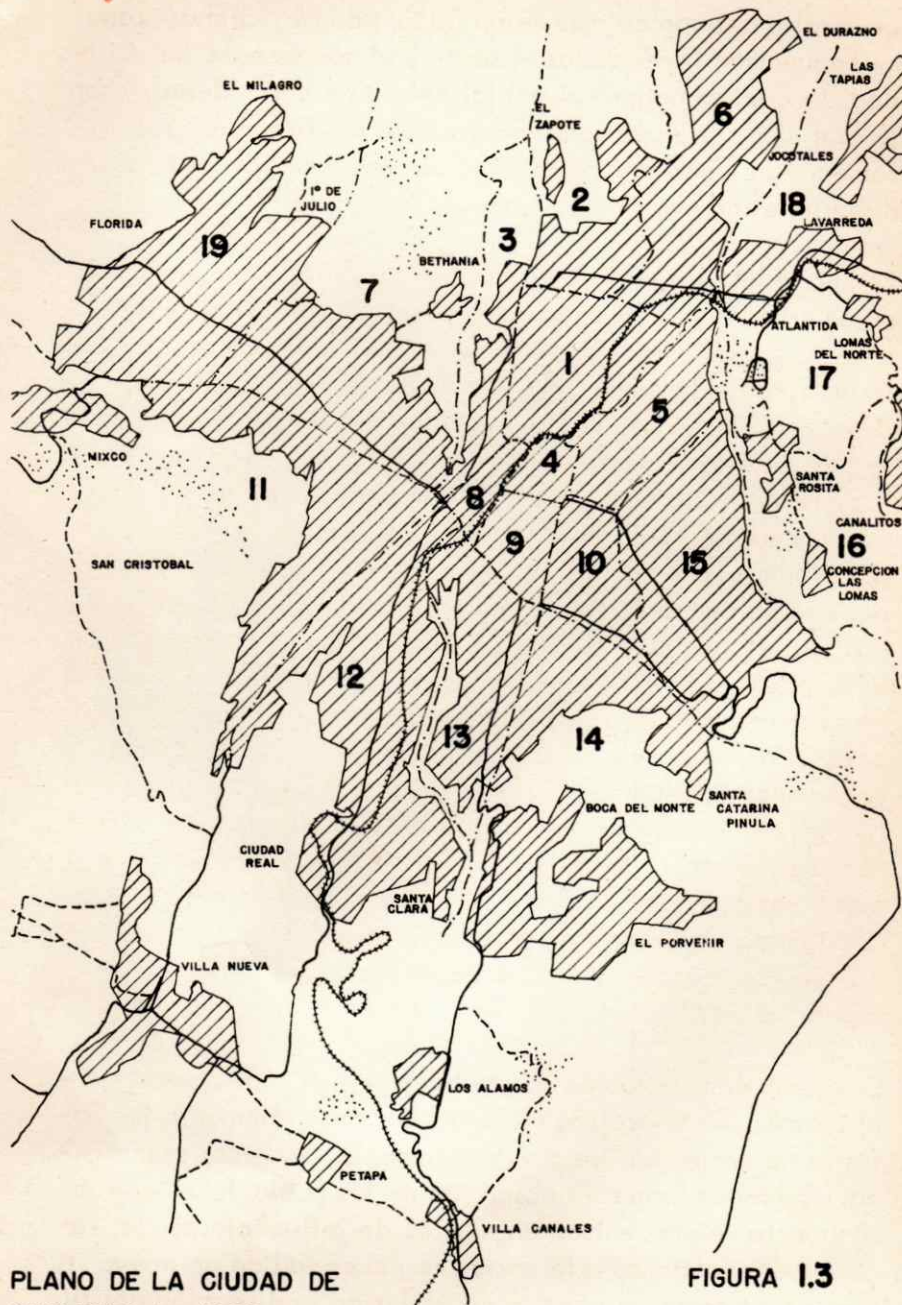 EL DURAZNO
LAS
TAPIAS
EL MILAGRO
6
EL
ZAPOTE
2
JOCOTALES
1º DE
JULIO
18
FLORIDA
LAVARREDA
19
3
BETHANIA
7
ATLANTIDA
LOMAS
DEL NORTE
1
17
5
MIXCO
4
11
8
SANTA
ROSITA
9
CANALITOS
16
SAN CRISTOBAL
10
15
CONCEPCION
LAS
LOMAS
12
13
14
BOCA DEL MONTE
SANTA
CATARINA
PINULA
CIUDAD
REAL
SANTA
CLARA
EL PORVENIR
VILLA NUEVA
LOS ALAMOS
PETAPA
VILLA CANALES
PLANO DE LA CIUDAD DE
FIGURA 1.3